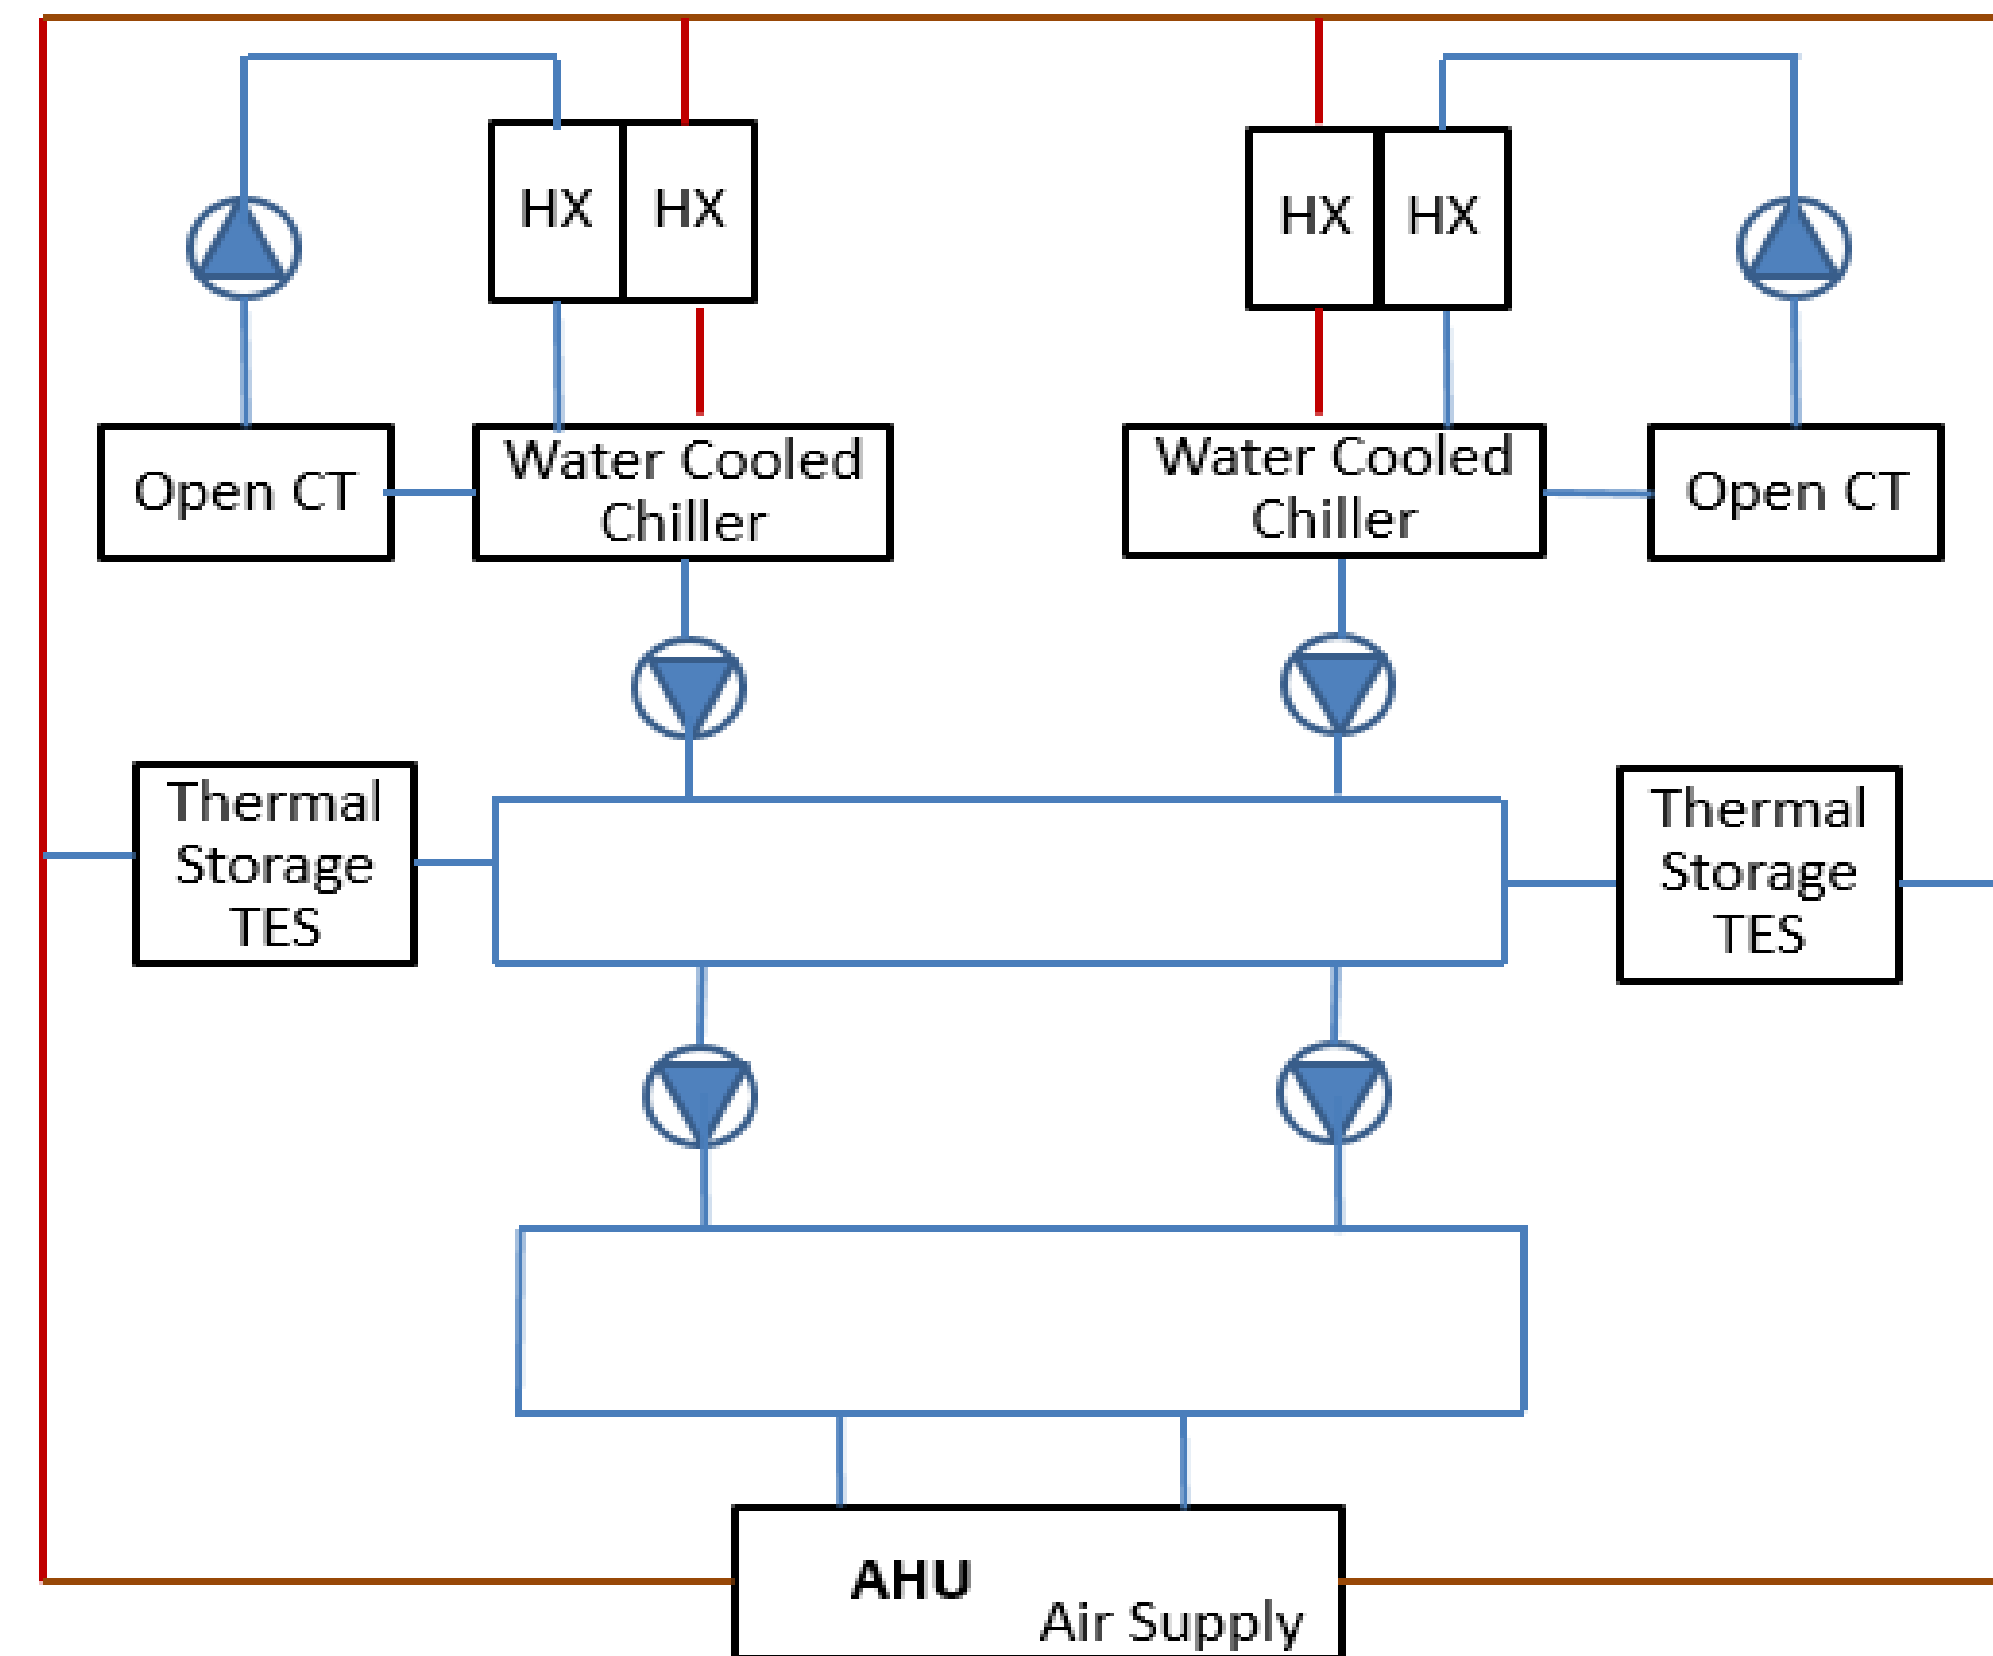 HX
HX
HX
HX
Open CT
Water Cooled
Chiller
Water Cooled
Chiller
Open CT
Thermal
Storage
TES
Thermal
Storage
TES
AHU
Air Supply